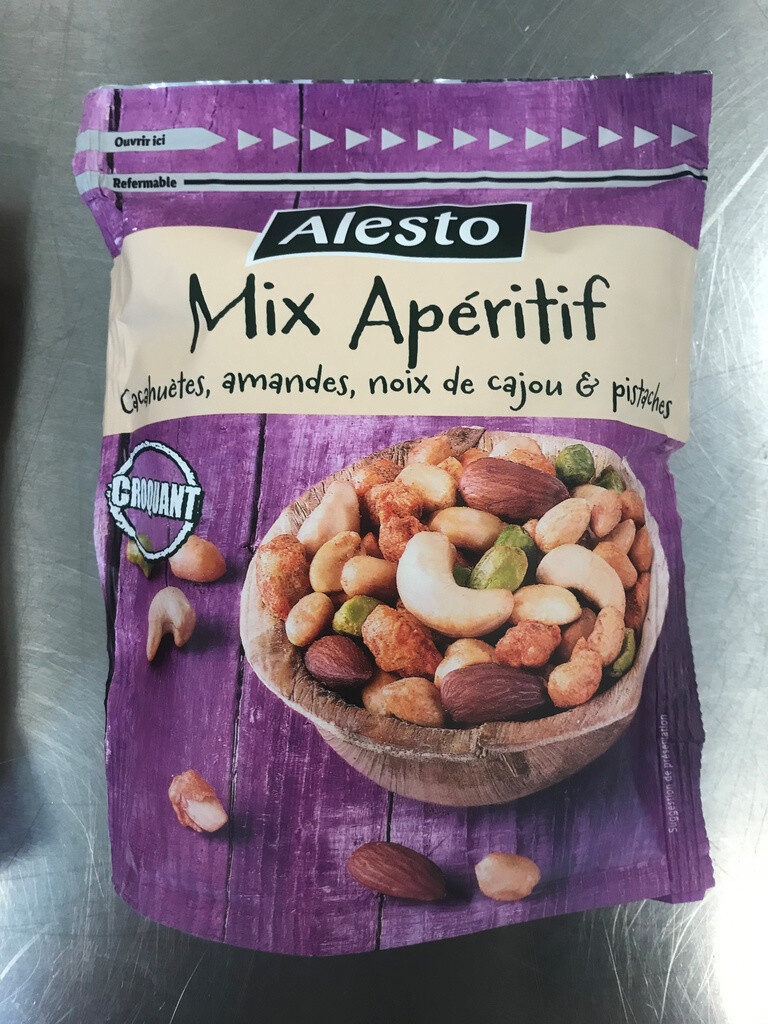 Ouvrir ici
Refermable
Alesto
Mix Apéritif
Cacahuètes, amandes, noix de cajou & pistaches
CROQUANT
Suggestion de présentation